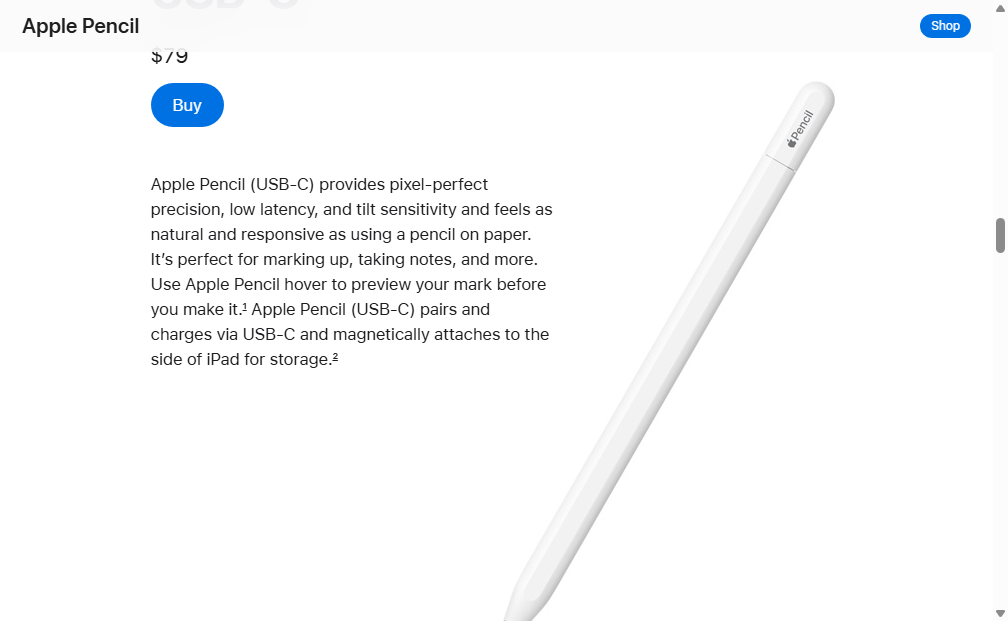 Apple Pencil
Shop
$79
Buy
Pencil
Apple Pencil (USB-C) provides pixel-perfect
precision, low latency, and tilt sensitivity and feels as
natural and responsive as using a pencil on paper.
It’s perfect for marking up, taking notes, and more.
Use Apple Pencil hover to preview your mark before
you make it.¹ Apple Pencil (USB-C) pairs and
charges via USB-C and magnetically attaches to the
side of iPad for storage.²